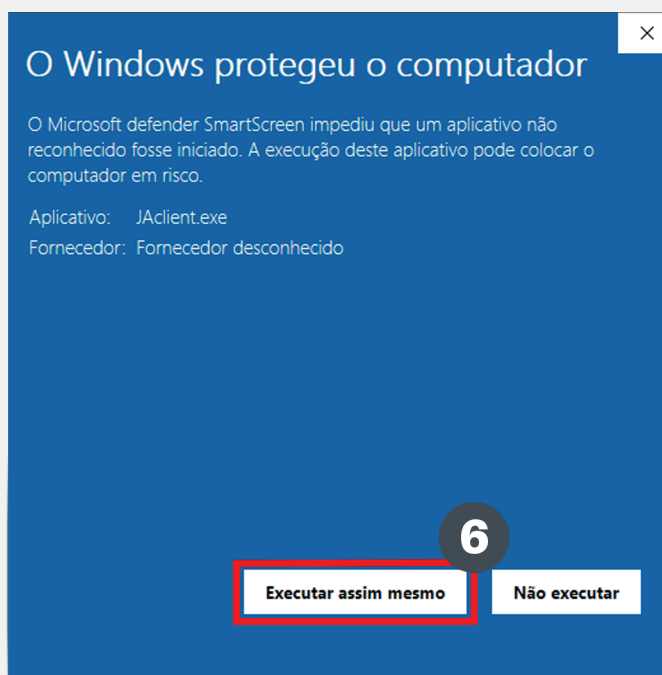 O Windows protegeu o computador
O Microsoft defender SmartScreen impediu que um aplicativo não
reconhecido fosse iniciado. A execução deste aplicativo pode colocar o
computador em risco.
Aplicativo: JAclient.exe
Fornecedor: Fornecedor desconhecido
6
Executar assim mesmo Não executar